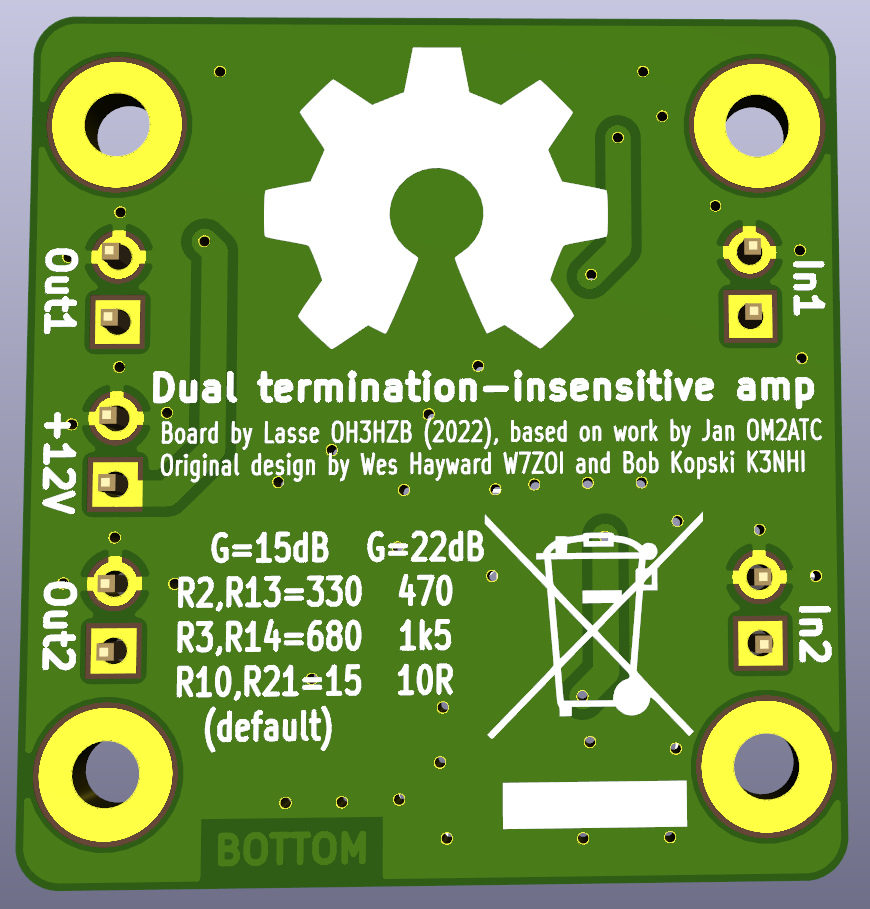 Out1
In1
Dual termination-insensitive amp
Board by Lasse OH3HZB (2022), based on work by Jan OM2ATC
Original design by Wes Hayward W7ZOI and Bob Kopski K3NHI
+12V
G=15dB G=22dB
R2,R13=330 470
R3,R14=680 1k5
R10,R21=15 10R
(default)
Out2
In2
BOTTOM